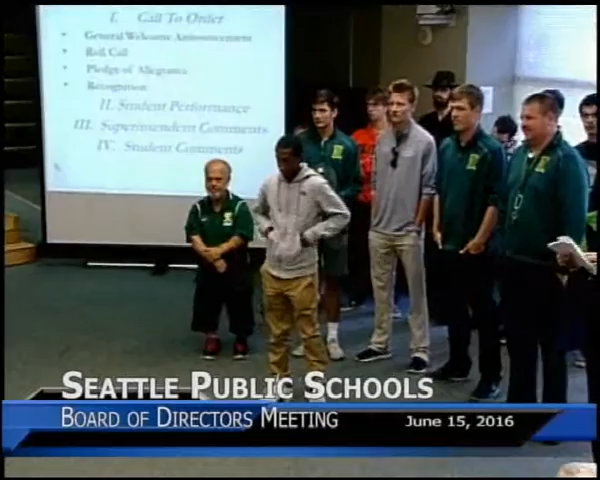 I. Call To Order
• General Welcome Announcement
• Roll Call
• Pledge of Allegiance
• Recognition
II. Student Performance
III. Superintendent Comments
IV. Student Comments
SEATTLE PUBLIC SCHOOLS
BOARD OF DIRECTORS MEETING
June 15, 2016